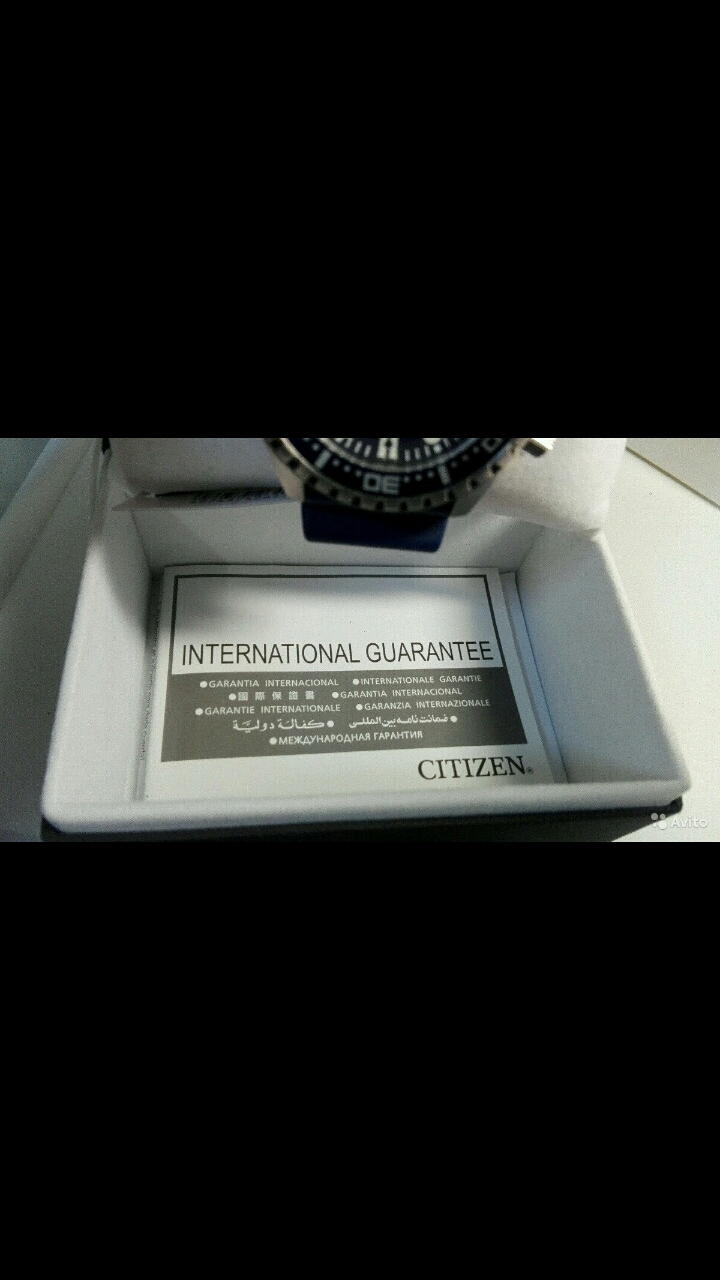 30
INTERNATIONAL GUARANTEE
●GARANTIA INTERNACIONAL ●INTERNATIONALE GARANTIE
●國際保證書 ●GARANTIA INTERNACIONAL
●GARANTIE INTERNATIONALE ●GARANZIA INTERNAZIONALE
● ضمانت نامه بین المللی ● كفالة دولية
●МЕЖДУНАРОДНАЯ ГАРАНТИЯ
CITIZEN®
Avito